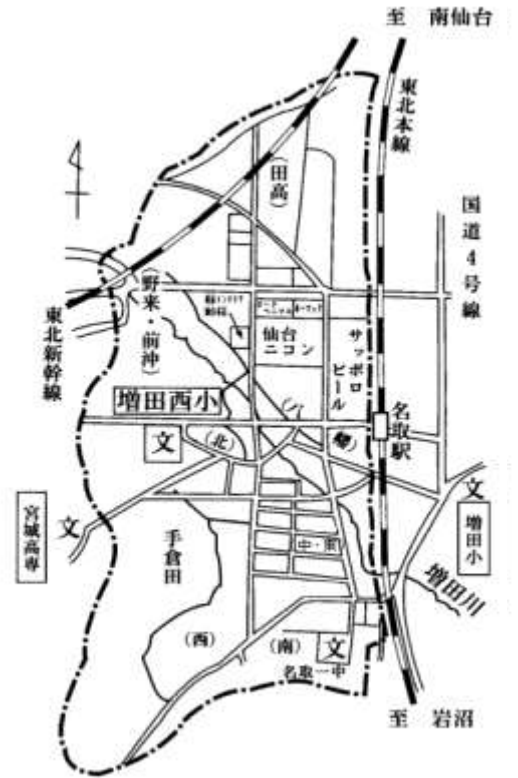 至 南仙台
東北本線
(田高)
国道4号線
(野来・前沖)
東北新幹線
仙台
ニコン
サッポロ
ビール
増田西小
名取駅
文
(北)
(八幡)
文
宮城高専
文
増田小
手倉田
中・南
増田川
(西)
(南)
文
名取一中
至 岩沼